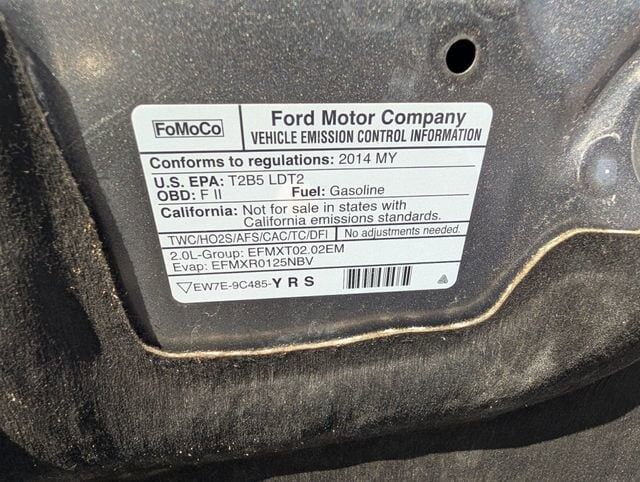 FoMoCo
Ford Motor Company
VEHICLE EMISSION CONTROL INFORMATION
Conforms to regulations: 2014 MY
U.S. EPA: T2B5 LDT2
OBD: F II Fuel: Gasoline
California: Not for sale in states with
California emissions standards.
TWC/HO2S/AFS/CAC/TC/DFI No adjustments needed.
2.0L-Group: EFMXT02.02EM
Evap: EFMXR0125NBV
EW7E-9C485-Y R S